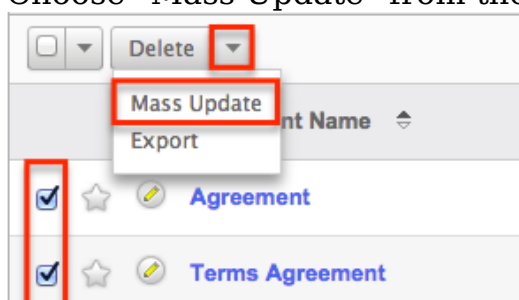 Choose "Mass Update" from the
Delete
Mass Update
nt Name
Export
Agreement
Terms Agreement